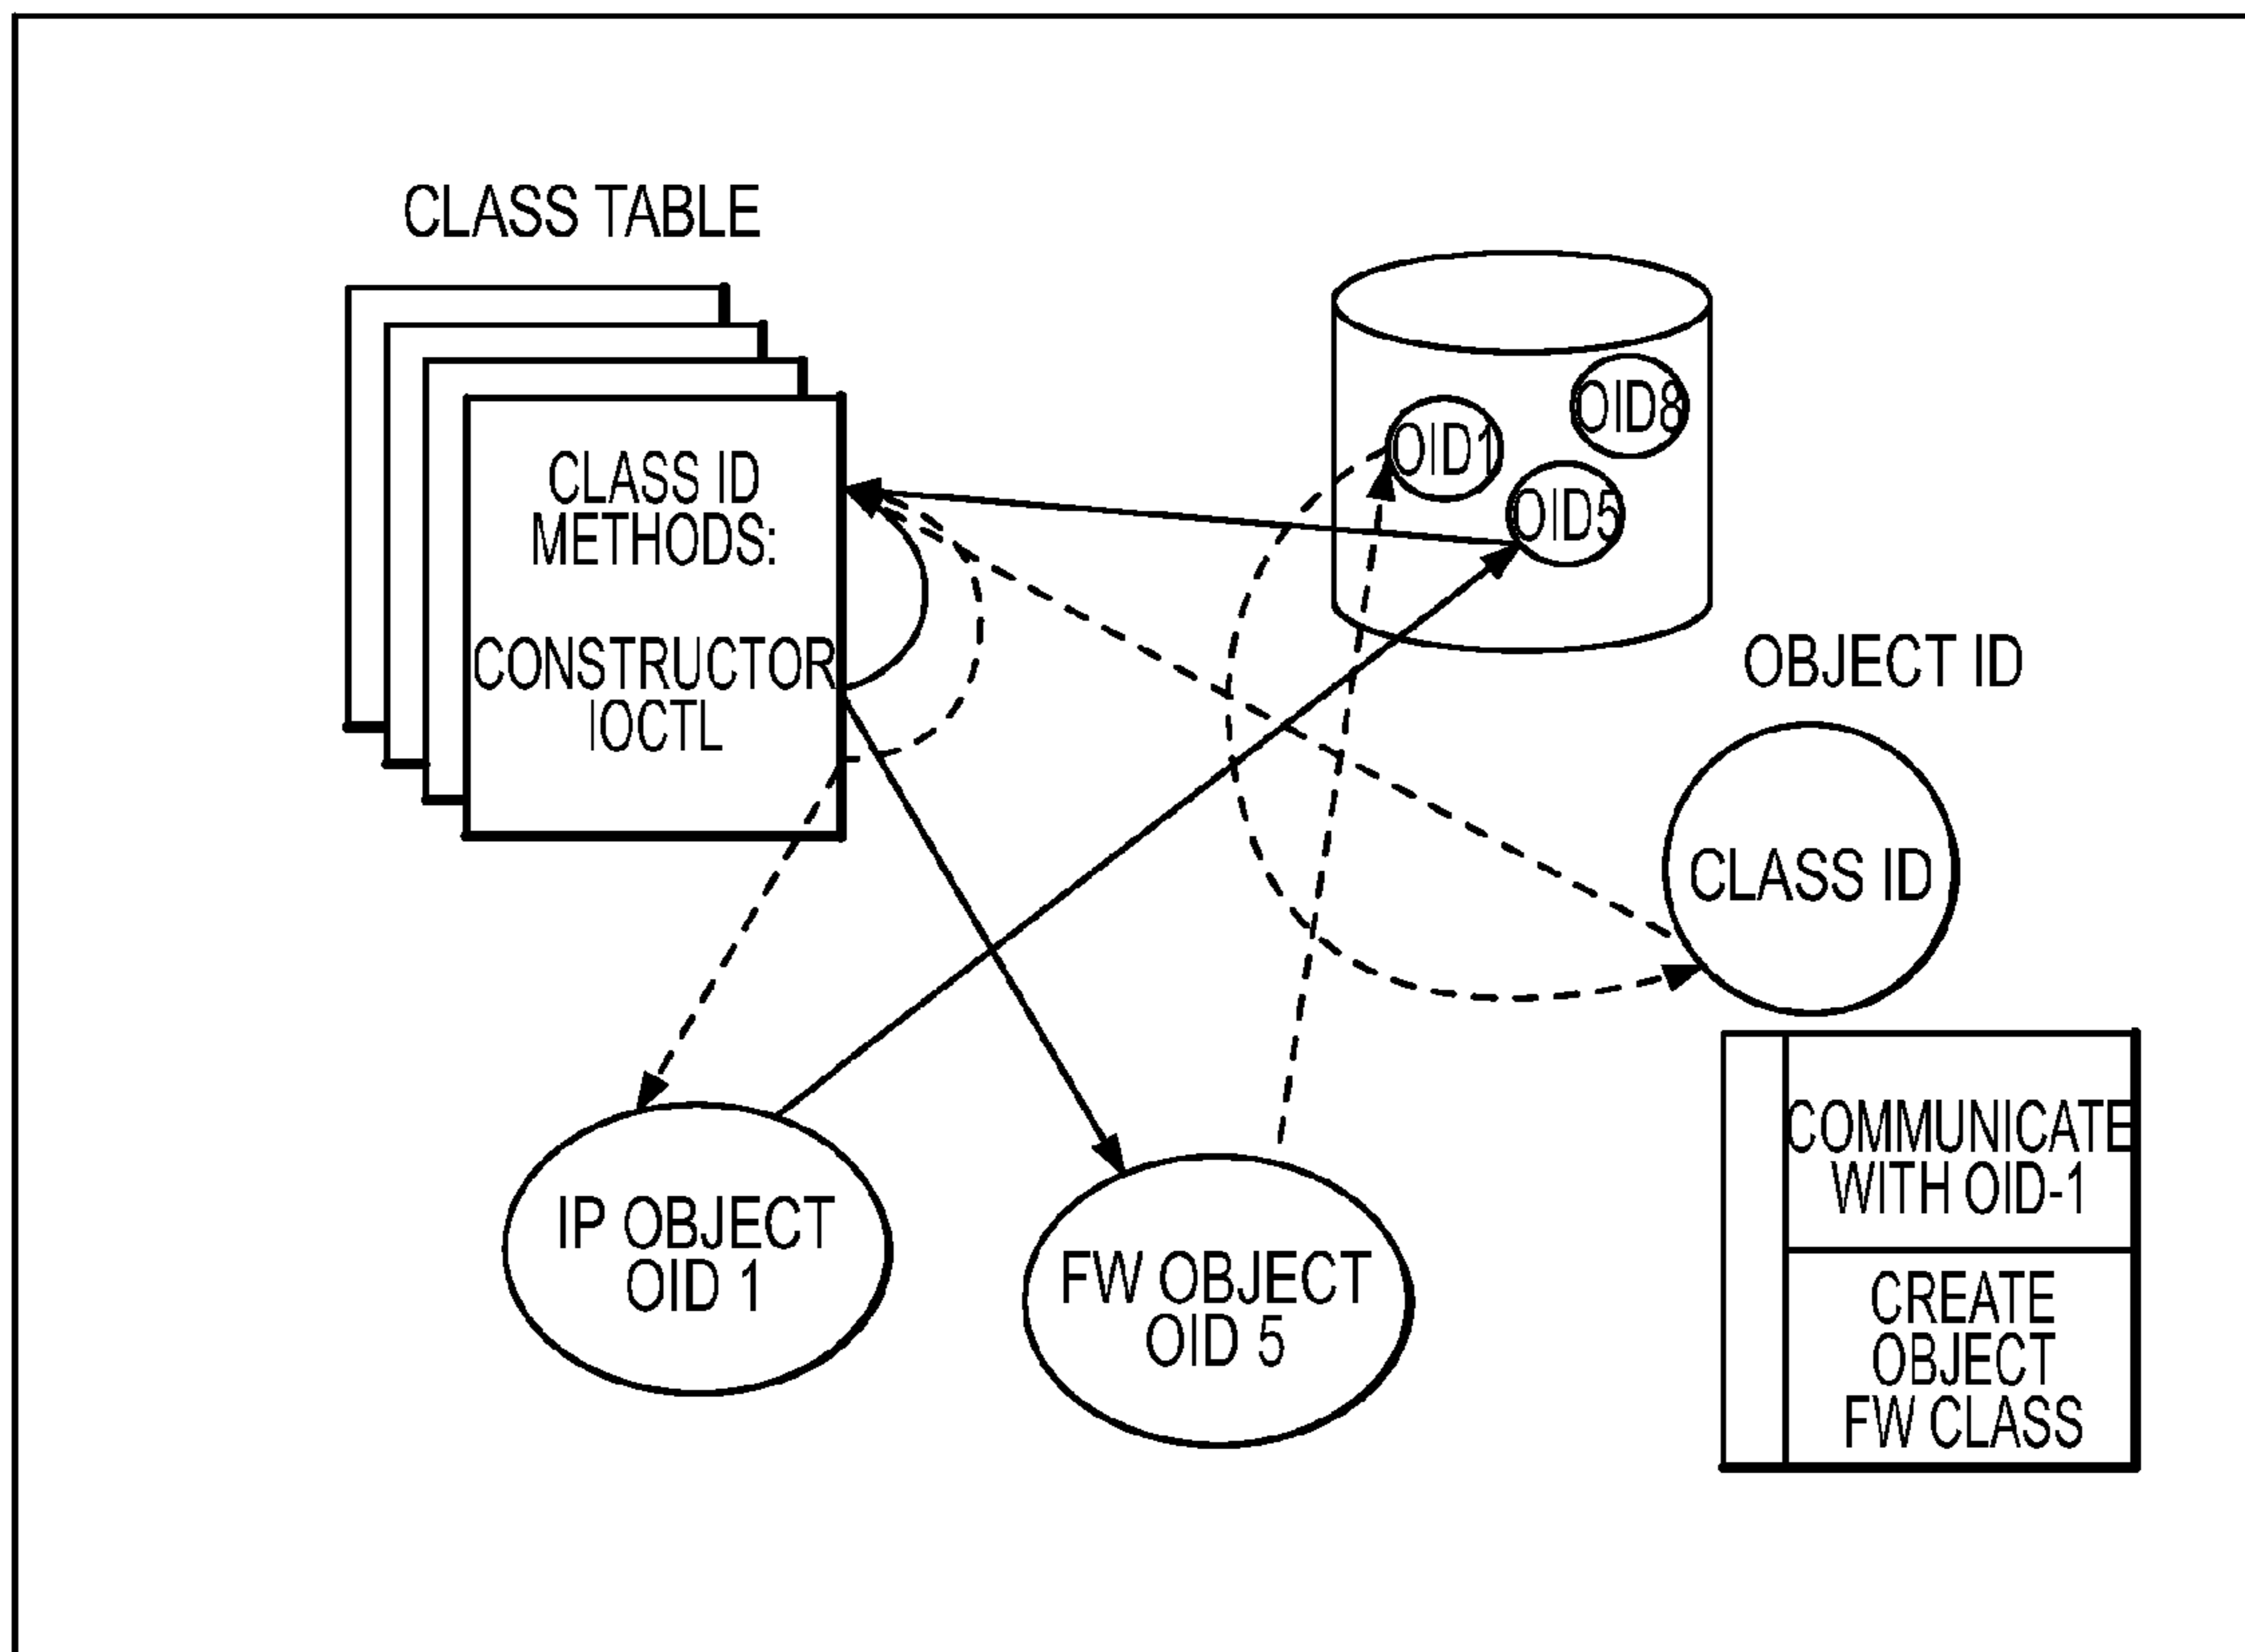 CLASS TABLE
CLASS ID
METHODS:
CONSTRUCTOR
IOCTL
OID8
OID1
OID5
OBJECT ID
CLASS ID
COMMUNICATE
WITH OID-1
CREATE
OBJECT
FW CLASS
IP OBJECT
OID 1
FW OBJECT
OID 5